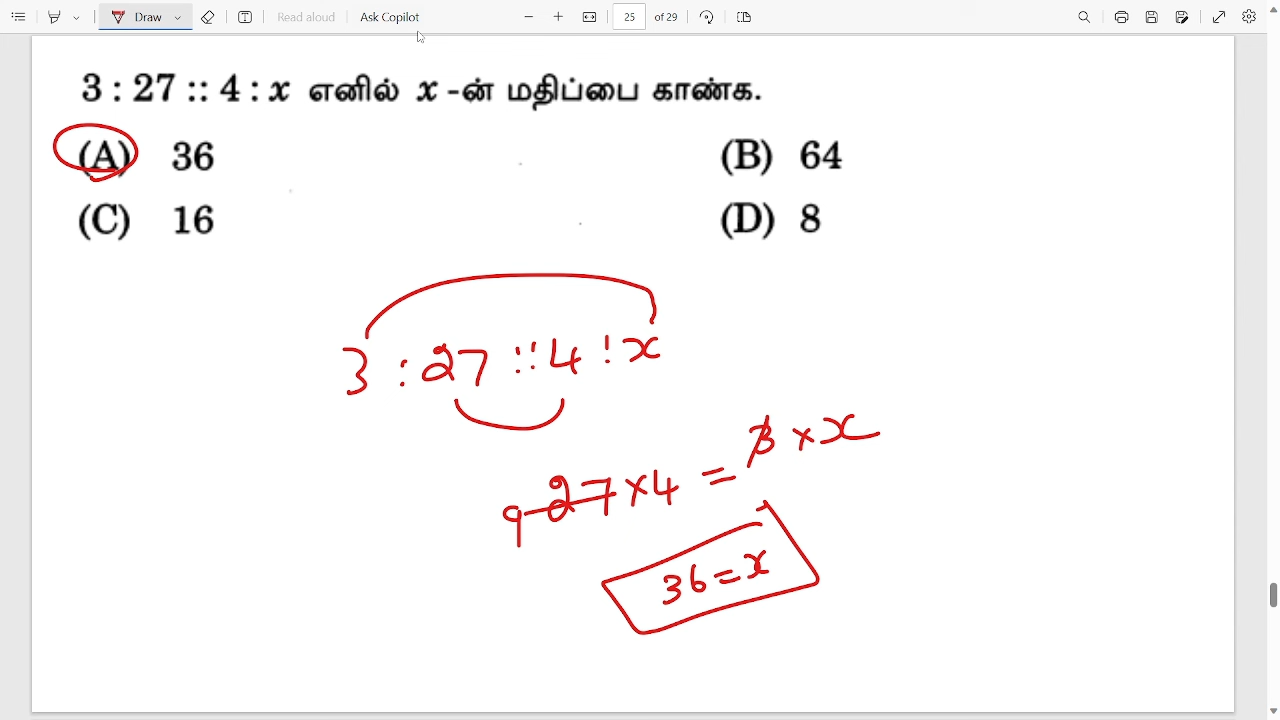 Draw
Read aloud
Ask Copilot
25 of 29
3 : 27 :: 4 : x எனில் x -ன் மதிப்பை காண்க.
(A) 36 (B) 64
(C) 16 (D) 8
3 : 27 :: 4 : x
9 27 × 4 = 3 × x
36 = x